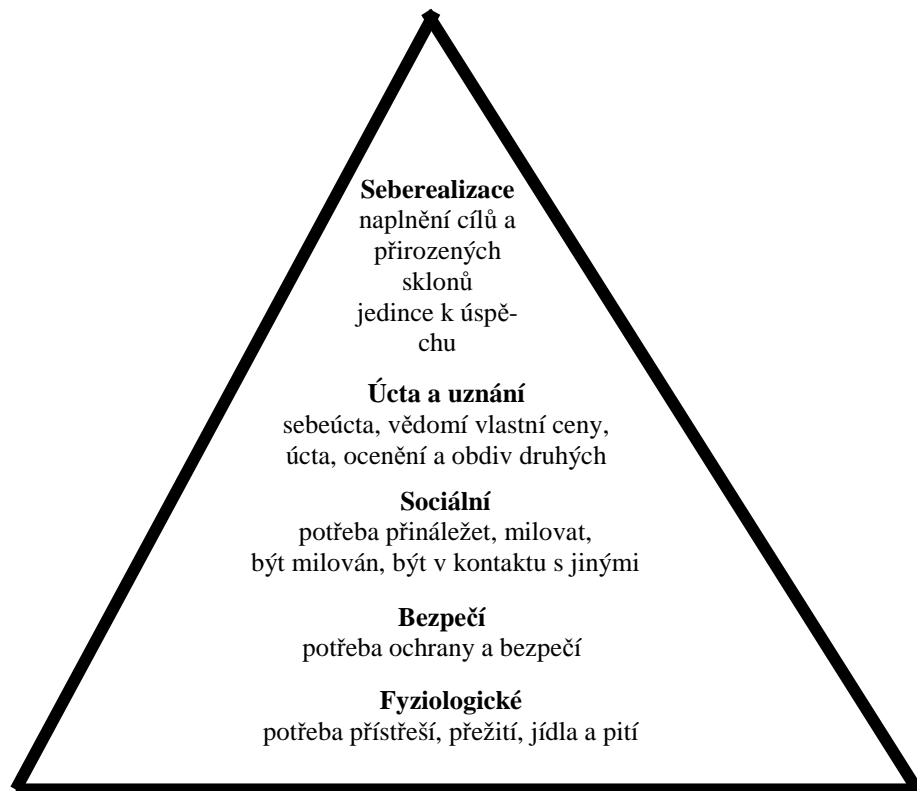 Seberealizace
naplnění cílů a
přirozených
sklonů
jedince k úspě-
chu
Úcta a uznání
sebeúcta, vědomí vlastní ceny,
úcta, ocenění a obdiv druhých
Sociální
potřeba přináležet, milovat,
být milován, být v kontaktu s jinými
Bezpečí
potřeba ochrany a bezpečí
Fyziologické
potřeba přístřeší, přežití, jídla a pití